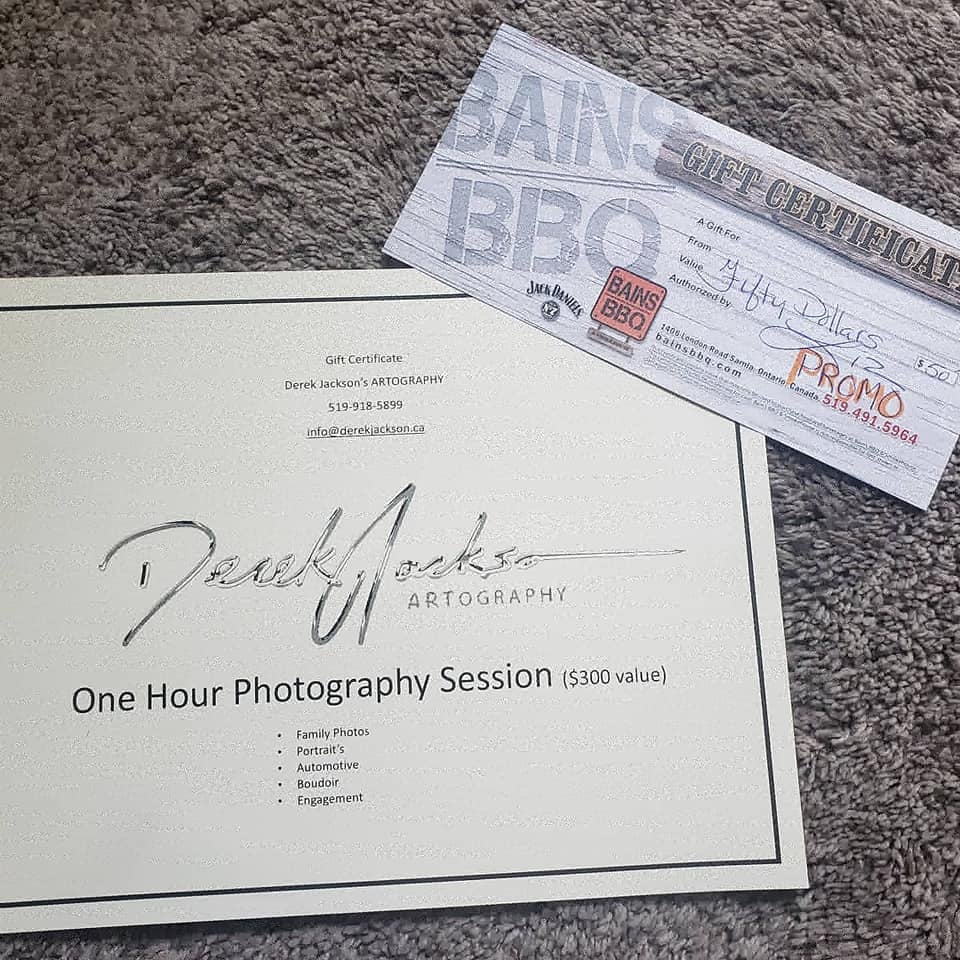 BAINS
BBQ
GIFT CERTIFICAT
A Gift For
From
Value Fifty Dollars $50
Authorized by
JACK DANIEL'S
BAINS
BBQ
1408 London Road Sarnia, Ontario, Canada
bainsbbq.com 519.491.5964
PROMO
Gift Certificate
Derek Jackson's ARTOGRAPHY
519-918-5899
info@derekjackson.ca
Derek Jackson
ARTOGRAPHY
One Hour Photography Session ($300 value)
• Family Photos
• Portrait's
• Automotive
• Boudoir
• Engagement